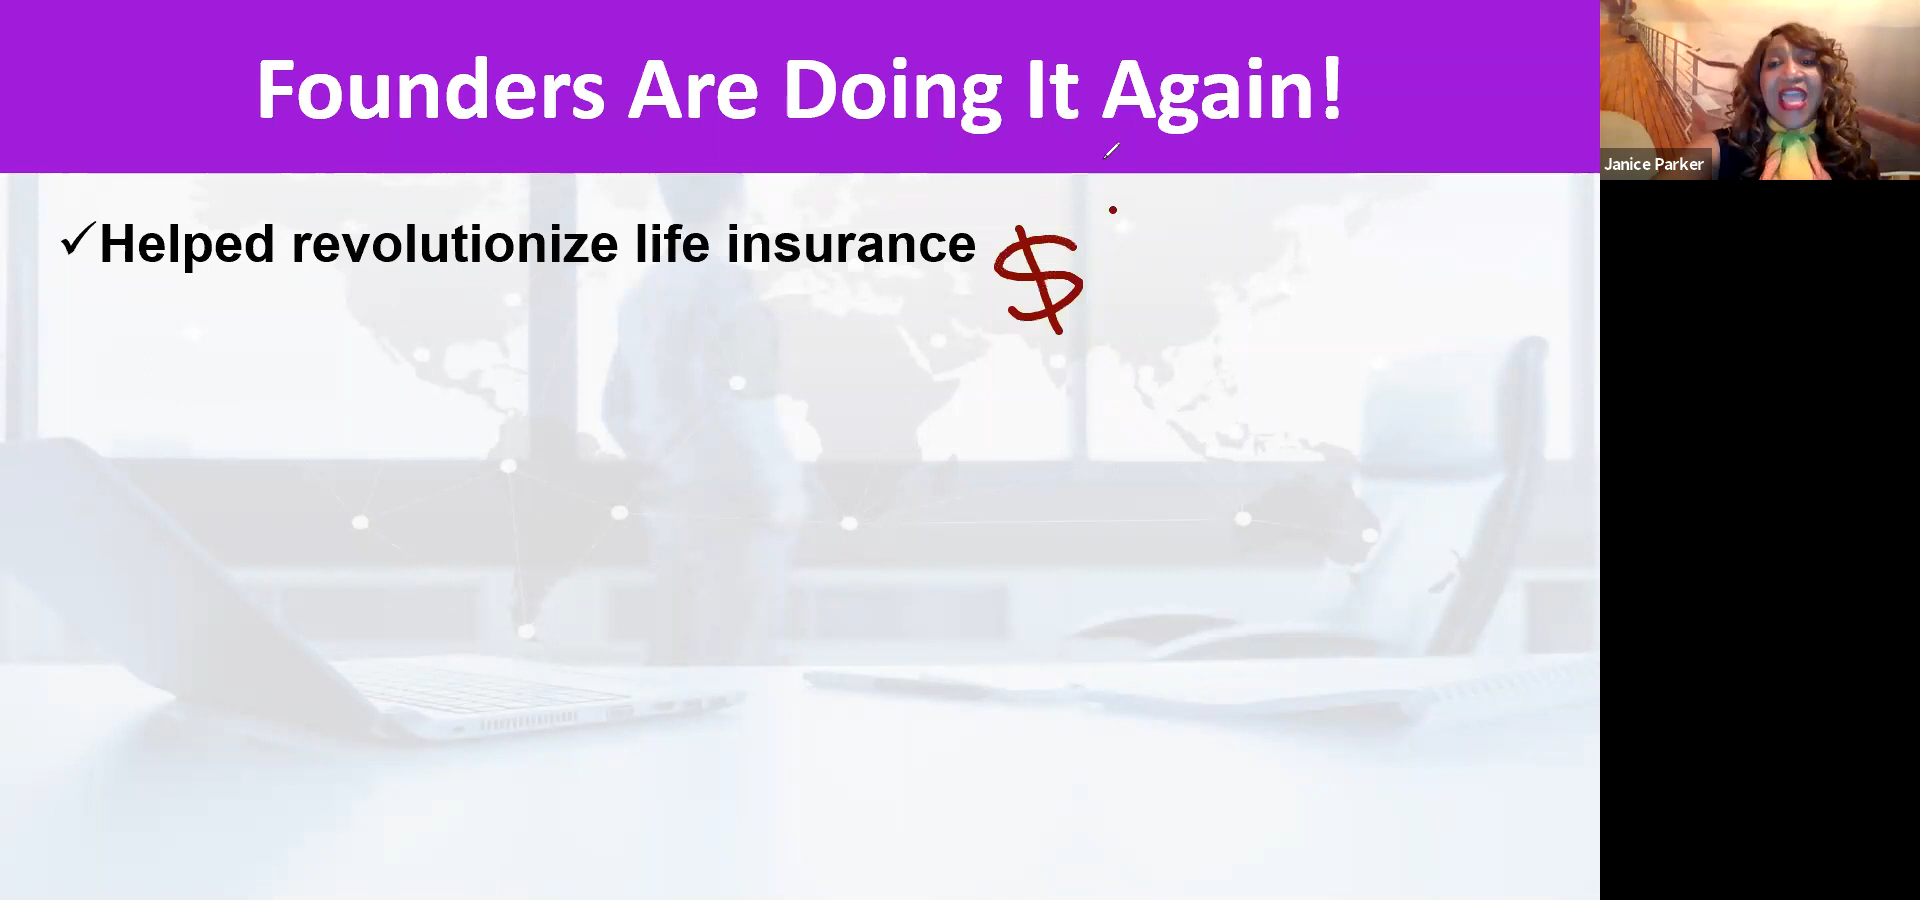 Founders Are Doing It Again!
✓Helped revolutionize life insurance $
Janice Parker